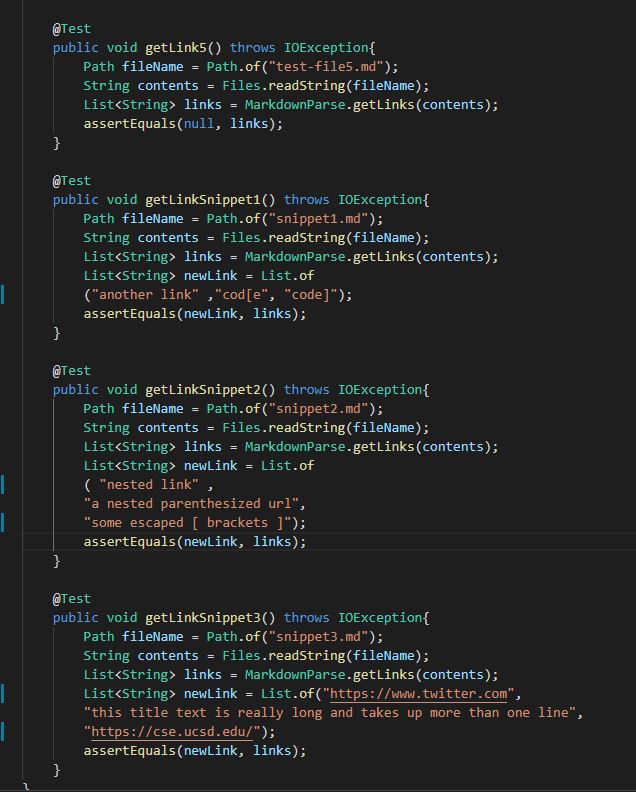 @Test
public void getLink5() throws IOException{
Path fileName = Path.of("test-file5.md");
String contents = Files.readString(fileName);
List<String> links = MarkdownParse.getLinks(contents);
assertEquals(null, links);
}
@Test
public void getLinkSnippet1() throws IOException{
Path fileName = Path.of("snippet1.md");
String contents = Files.readString(fileName);
List<String> links = MarkdownParse.getLinks(contents);
List<String> newLink = List.of
("another link" ,"cod[e", "code]");
assertEquals(newLink, links);
}
@Test
public void getLinkSnippet2() throws IOException{
Path fileName = Path.of("snippet2.md");
String contents = Files.readString(fileName);
List<String> links = MarkdownParse.getLinks(contents);
List<String> newLink = List.of
( "nested link" ,
"a nested parenthesized url",
"some escaped [ brackets ]");
assertEquals(newLink, links);
}
@Test
public void getLinkSnippet3() throws IOException{
Path fileName = Path.of("snippet3.md");
String contents = Files.readString(fileName);
List<String> links = MarkdownParse.getLinks(contents);
List<String> newLink = List.of("https://www.twitter.com",
"this title text is really long and takes up more than one line",
"https://cse.ucsd.edu/");
assertEquals(newLink, links);
}
}